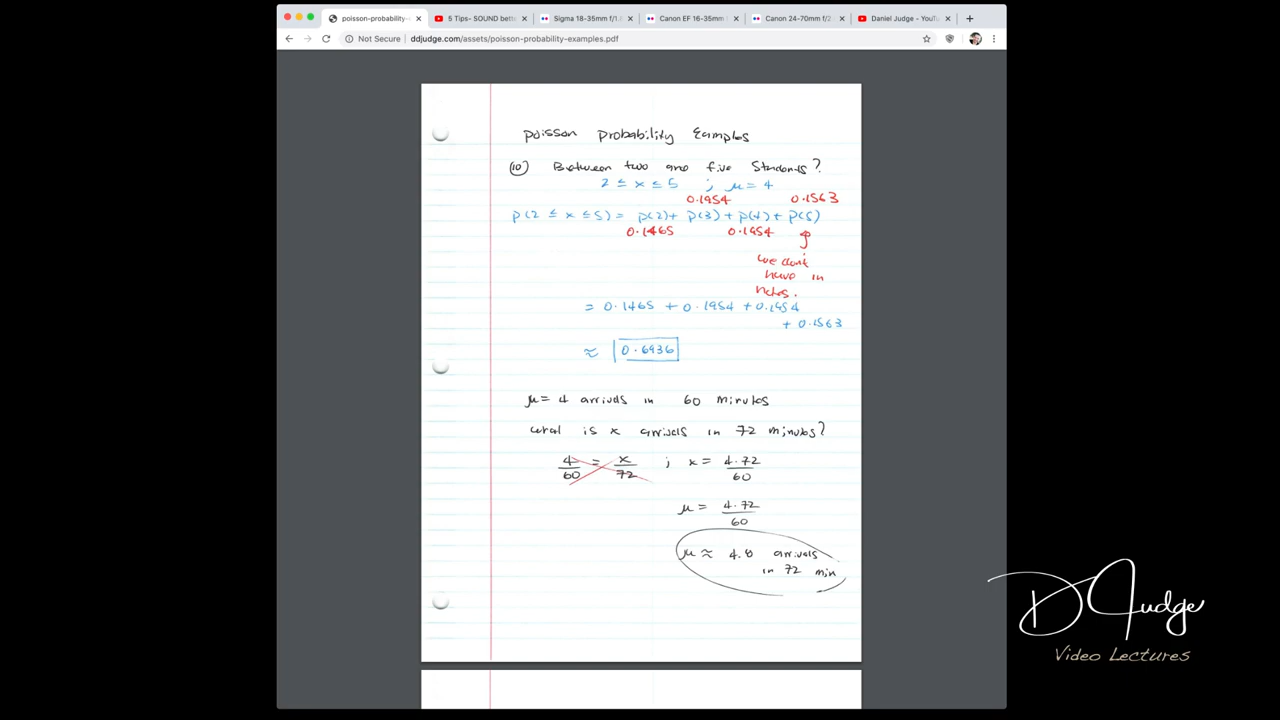 poisson-probability-
5 Tips- SOUND bett
Sigma 18-35mm f/1.
Canon EF 16-35mm
Canon 24-70mm f/2
Daniel Judge - YouTu
Not Secure | ddjudge.com/assets/poisson-probability-examples.pdf
Poisson Probability Examples
(10) Between two and five Students?
2 ≤ x ≤ 5 ; μ = 4
0.1954 0.1563
P(2 ≤ x ≤ 5) = P(2) + P(3) + P(4) + P(5)
0.1465 0.1954
we don't
have in
notes.
= 0.1465 + 0.1954 + 0.1954
+ 0.1563
≈ 0.6936
μ = 4 arrivals in 60 minutes
what is x arrivals in 72 minutes?
4/60 = x/72 ; x = 4·72/60
μ = 4·72/60
μ ≈ 4.8 arrivals
in 72 min
D Judge
Video Lectures